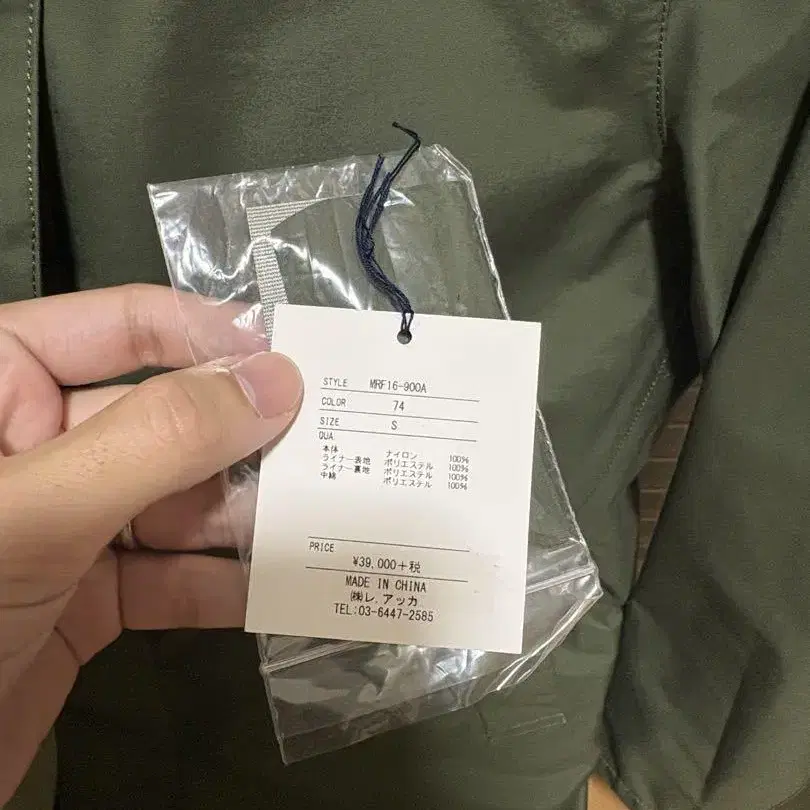 STYLE MRF16-900A
COLOR 74
SIZE S
QUA
本体 ナイロン 100%
ライナー表地 ポリエステル 100%
ライナー裏地 ポリエステル 100%
中綿 ポリエステル 100%
PRICE
¥39,000+税
MADE IN CHINA
㈱レ.アッカ
TEL:03-6447-2585